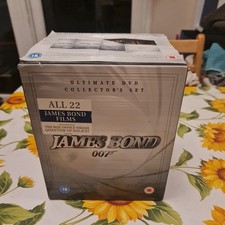 ULTIMATE DVD
COLLECTOR'S SET
ALL 22
JAMES BOND
FILMS
JAMES BOND
007